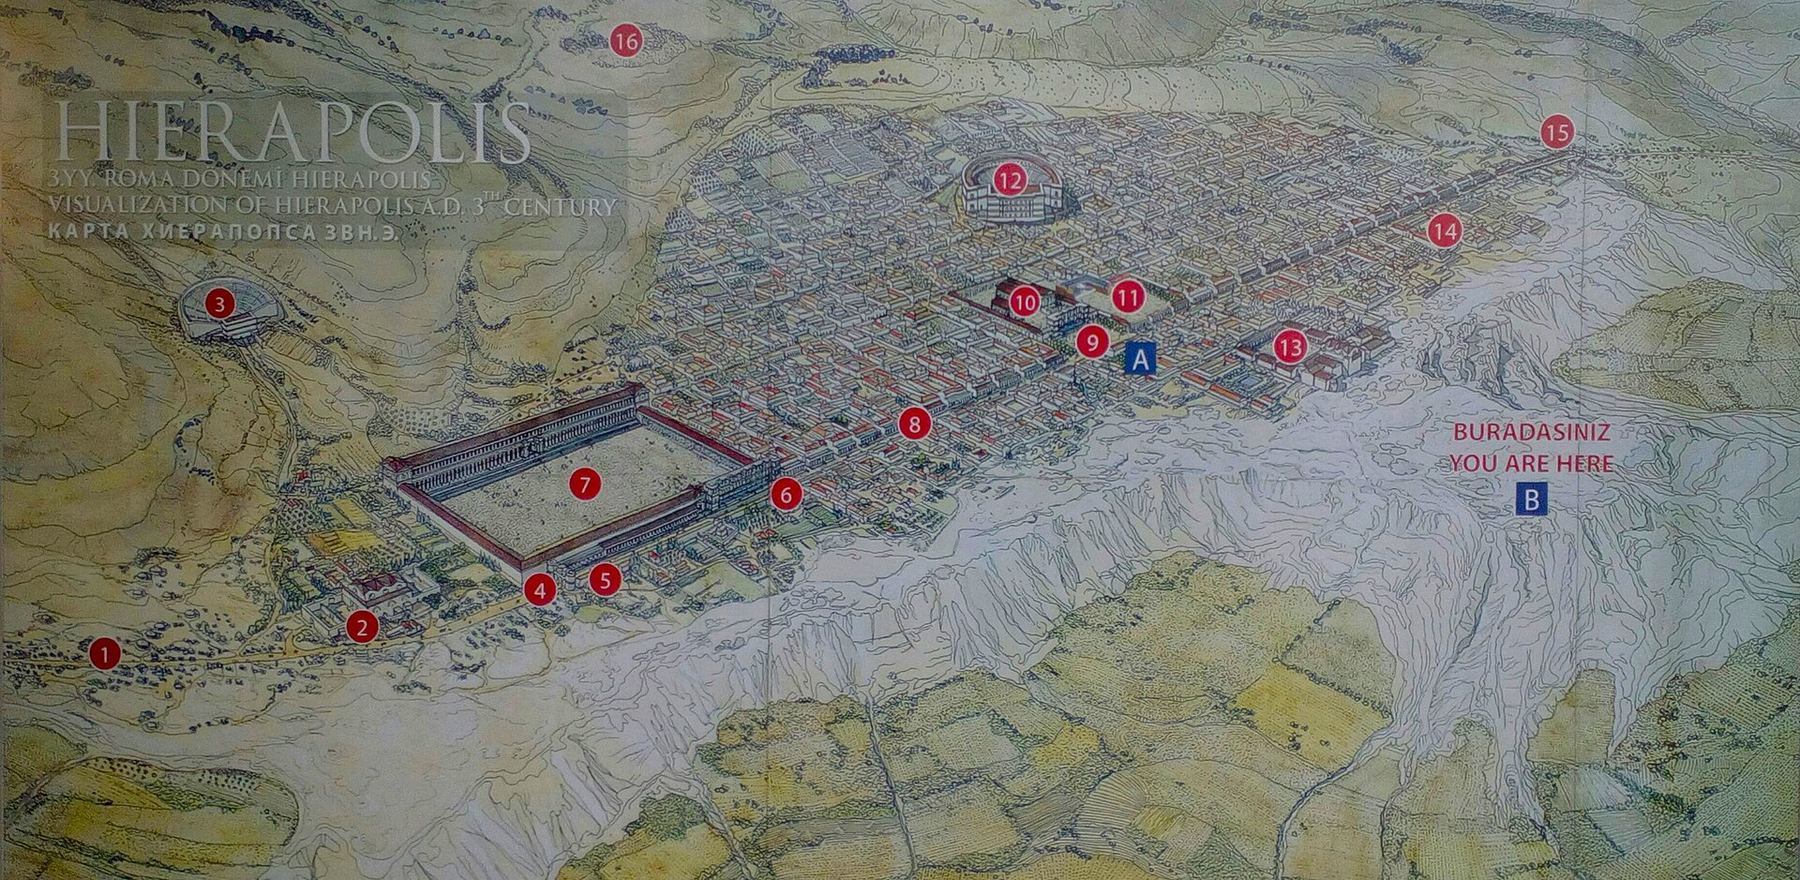 HIERAPOLIS
3.YY. ROMA DÖNEMİ HIERAPOLIS
VISUALIZATION OF HIERAPOLIS A.D. 3TH CENTURY
КАРТА ХИЕРАПОПСА 3ВН.Э.
16
15
12
14
3
10
11
9
A
13
8
BURADASINIZ
YOU ARE HERE
B
7
6
5
4
2
1